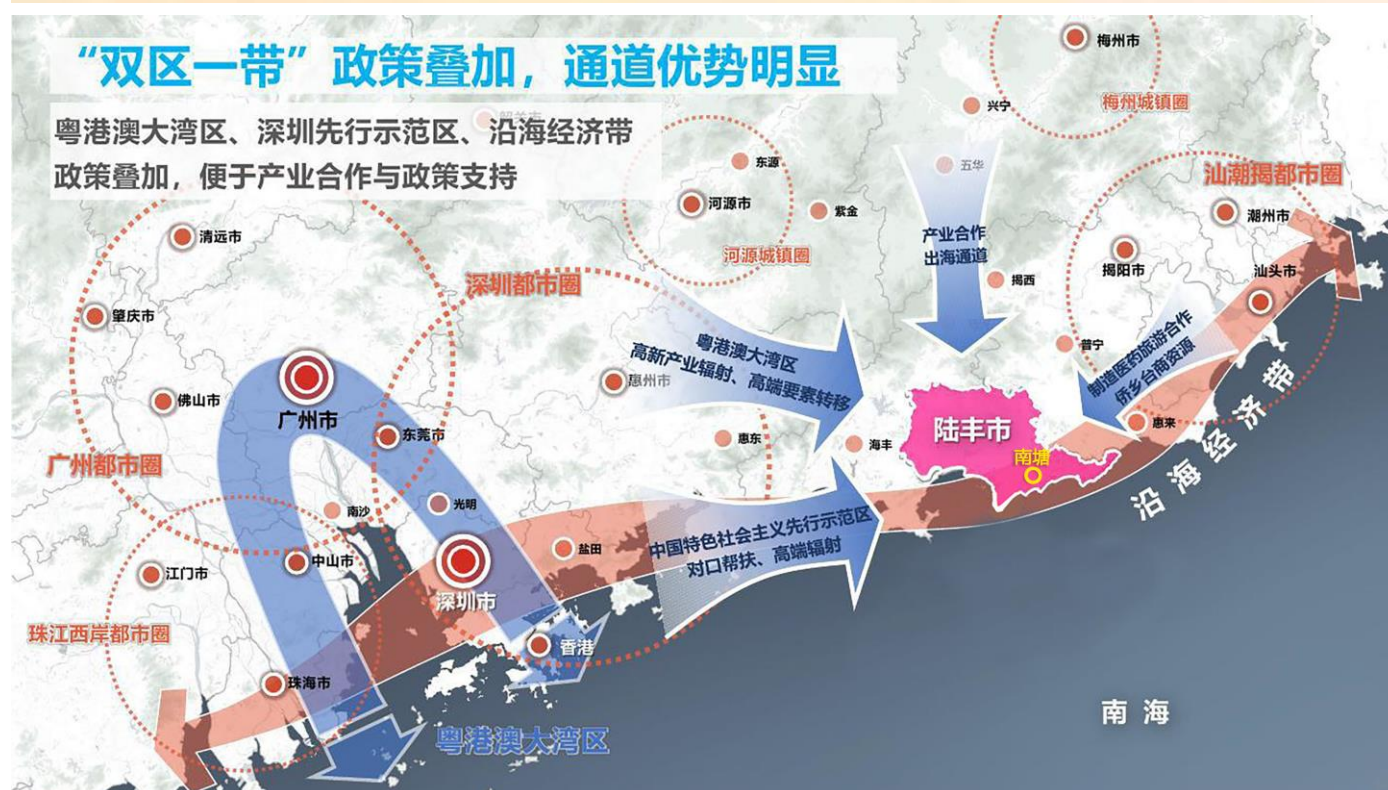 “双区一带”政策叠加，通道优势明显
粤港澳大湾区、深圳先行示范区、沿海经济带
政策叠加，便于产业合作与政策支持
韶关市
梅州市
兴宁
梅州城镇圈
东源
五华
汕潮揭都市圈
河源市
紫金
潮州市
清远市
产业合作
出海通道
河源城镇圈
揭阳市
汕头市
深圳都市圈
揭西
肇庆市
粤港澳大湾区
高新产业辐射、高端要素转移
普宁
制造医药旅游合作
侨乡台商资源
惠州市
佛山市
广州市
东莞市
惠东
海丰
陆丰市
惠来
南塘
沿海经济带
广州都市圈
光明
南沙
中国特色社会主义先行示范区
对口帮扶、高端辐射
盐田
中山市
江门市
深圳市
珠江西岸都市圈
香港
珠海市
南海
粤港澳大湾区